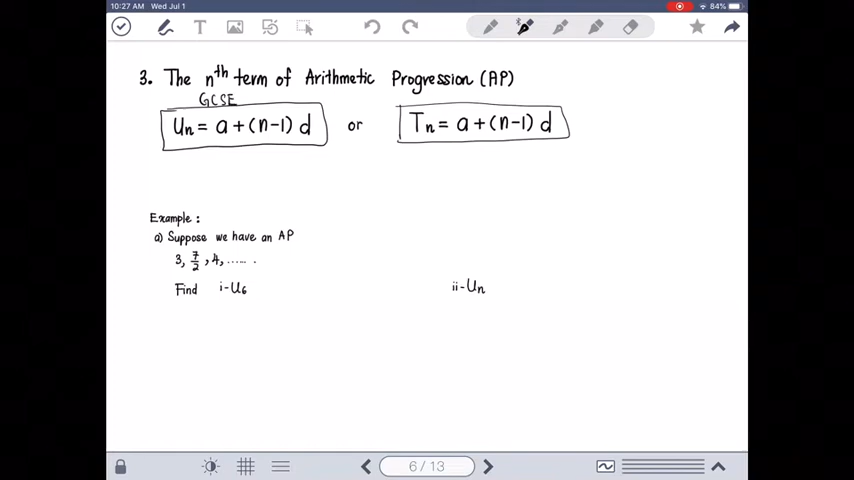 10:27 AM Wed Jul 1 84%
T
3. The nth term of Arithmetic Progression (AP)
GCSE
Un = a + (n-1) d or Tn = a + (n-1) d
Example :
a) Suppose we have an AP
3, 7/2, 4, ...... .
Find i-U6 ii-Un
6 / 13